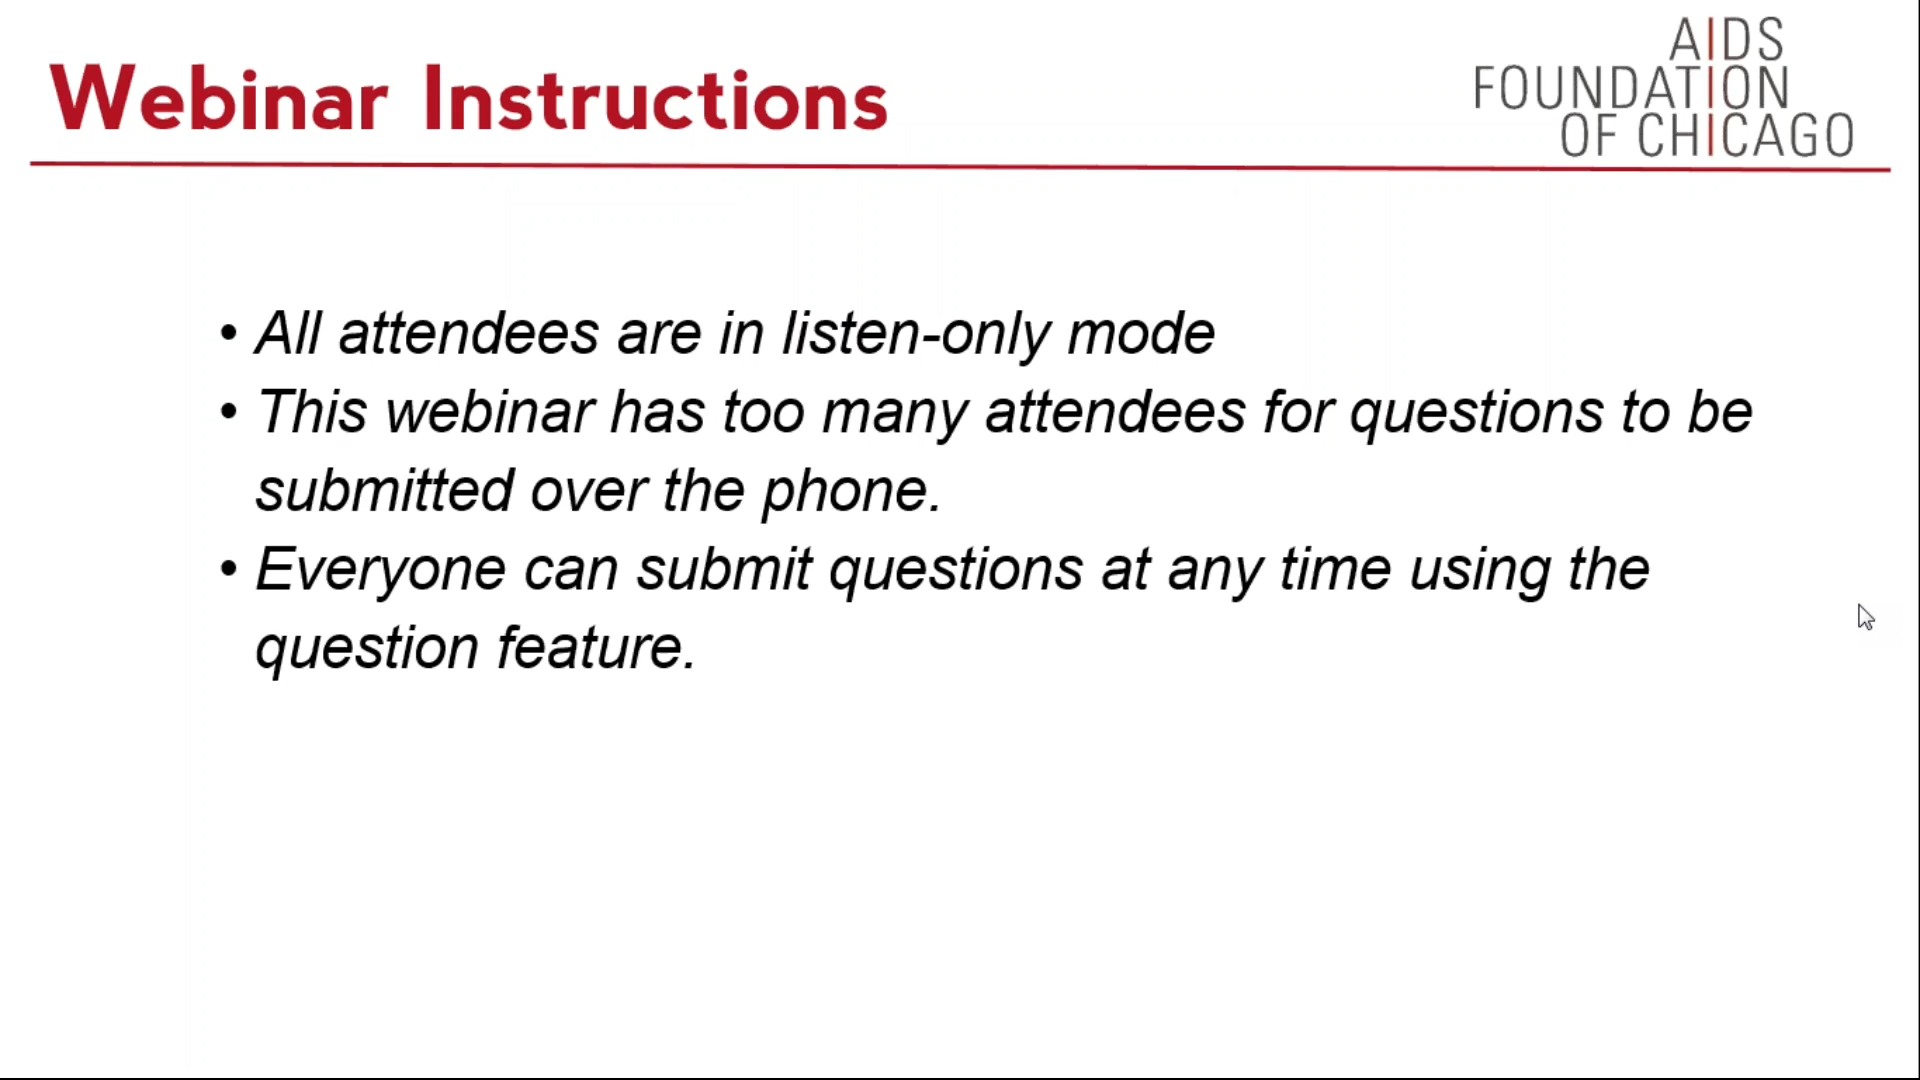 Webinar Instructions
AIDS
FOUNDATION
OF CHICAGO
• All attendees are in listen-only mode
• This webinar has too many attendees for questions to be
submitted over the phone.
• Everyone can submit questions at any time using the
question feature.